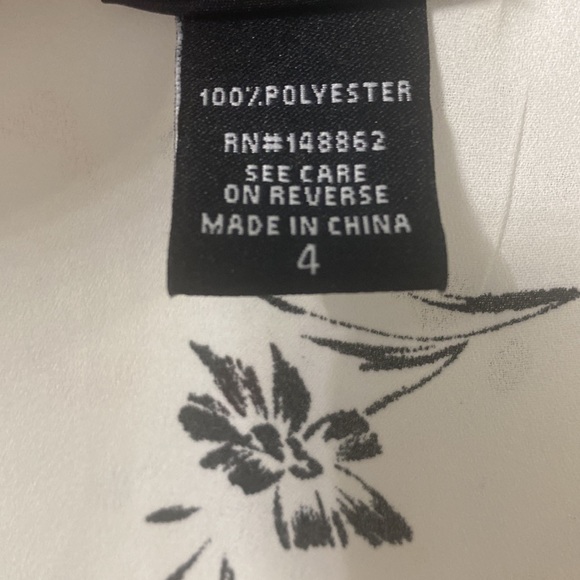 100%POLYESTER
RN#148862
SEE CARE
ON REVERSE
MADE IN CHINA
4